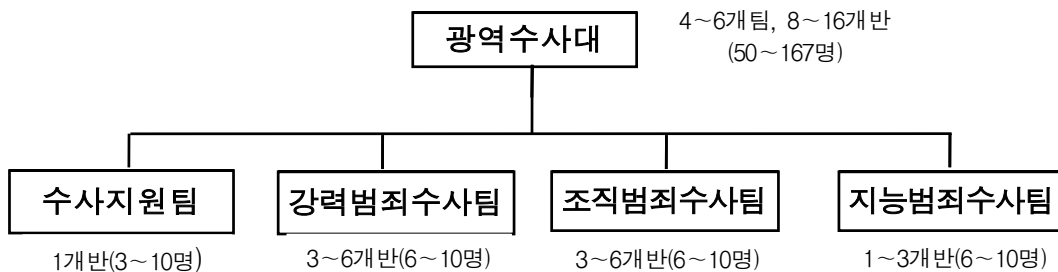 광역수사대
4～6개팀, 8～16개반
(50～167명)
수사지원팀
강력범죄수사팀
조직범죄수사팀
지능범죄수사팀
1개반(3～10명)
3～6개반(6～10명)
3～6개반(6～10명)
1～3개반(6～10명)